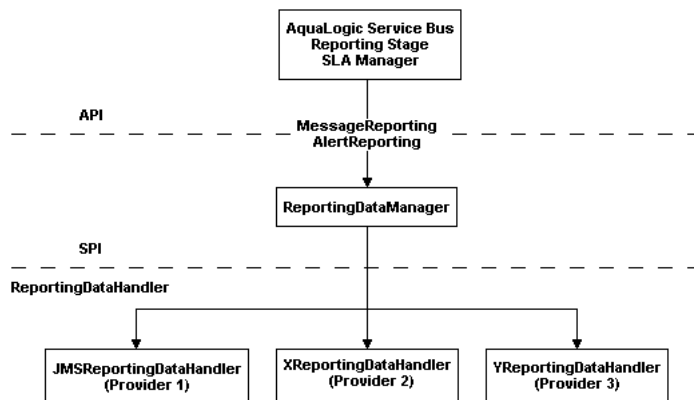 AquaLogic Service Bus
Reporting Stage
SLA Manager
API
MessageReporting
AlertReporting
ReportingDataManager
SPI
ReportingDataHandler
JMSReportingDataHandler
(Provider 1)
XReportingDataHandler
(Provider 2)
YReportingDataHandler
(Provider 3)